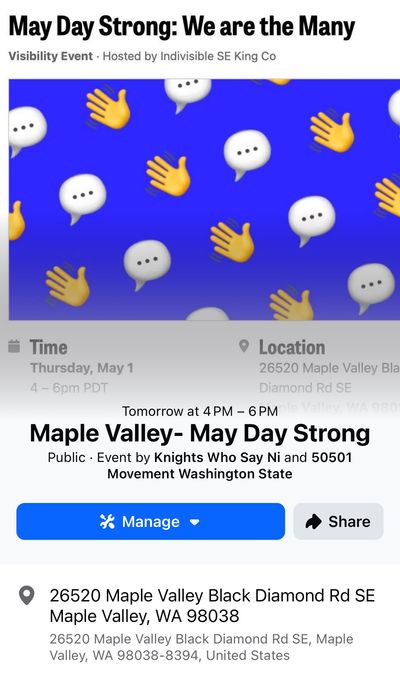 May Day Strong: We are the Many
Visibility Event · Hosted by Indivisible SE King Co
Time
Thursday, May 1
4 – 6pm PDT
Location
26520 Maple Valley Bla
Diamond Rd SE
Maple Valley, WA 980
Tomorrow at 4 PM – 6 PM
Maple Valley- May Day Strong
Public · Event by Knights Who Say Ni and 50501
Movement Washington State
Manage
Share
26520 Maple Valley Black Diamond Rd SE
Maple Valley, WA 98038
26520 Maple Valley Black Diamond Rd SE, Maple
Valley, WA 98038-8394, United States